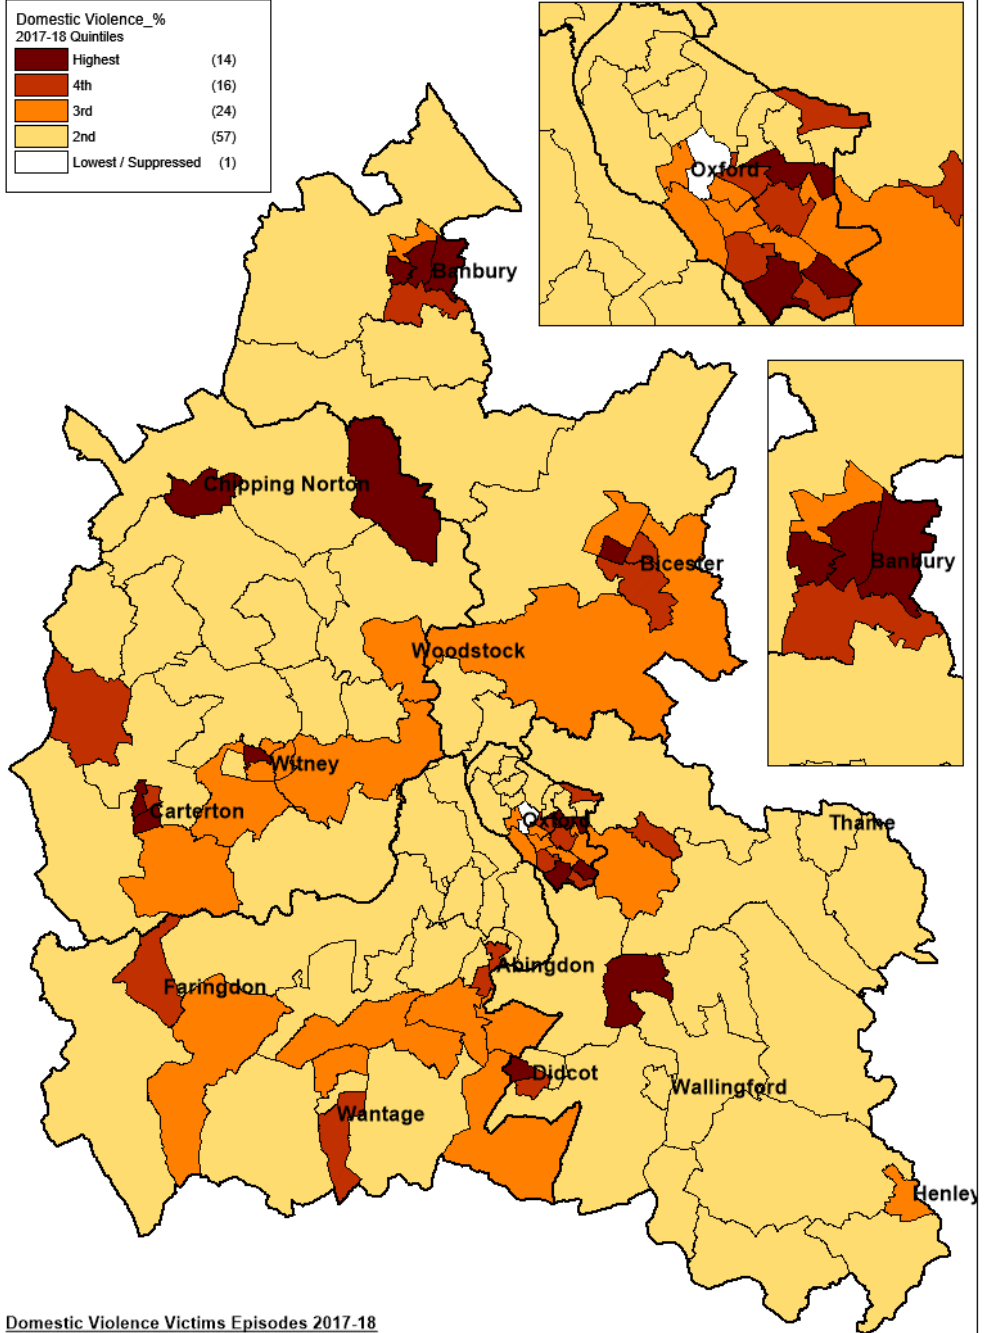 Domestic Violence_%
2017-18 Quintiles
Highest (14)
4th (16)
3rd (24)
2nd (57)
Lowest / Suppressed (1)
Oxford
Banbury
Banbury
Chipping Norton
Bicester
Woodstock
Witney
Carterton
Oxford
Thame
Abingdon
Faringdon
Didcot
Wallingford
Wantage
Henley
Domestic Violence Victims Episodes 2017-18